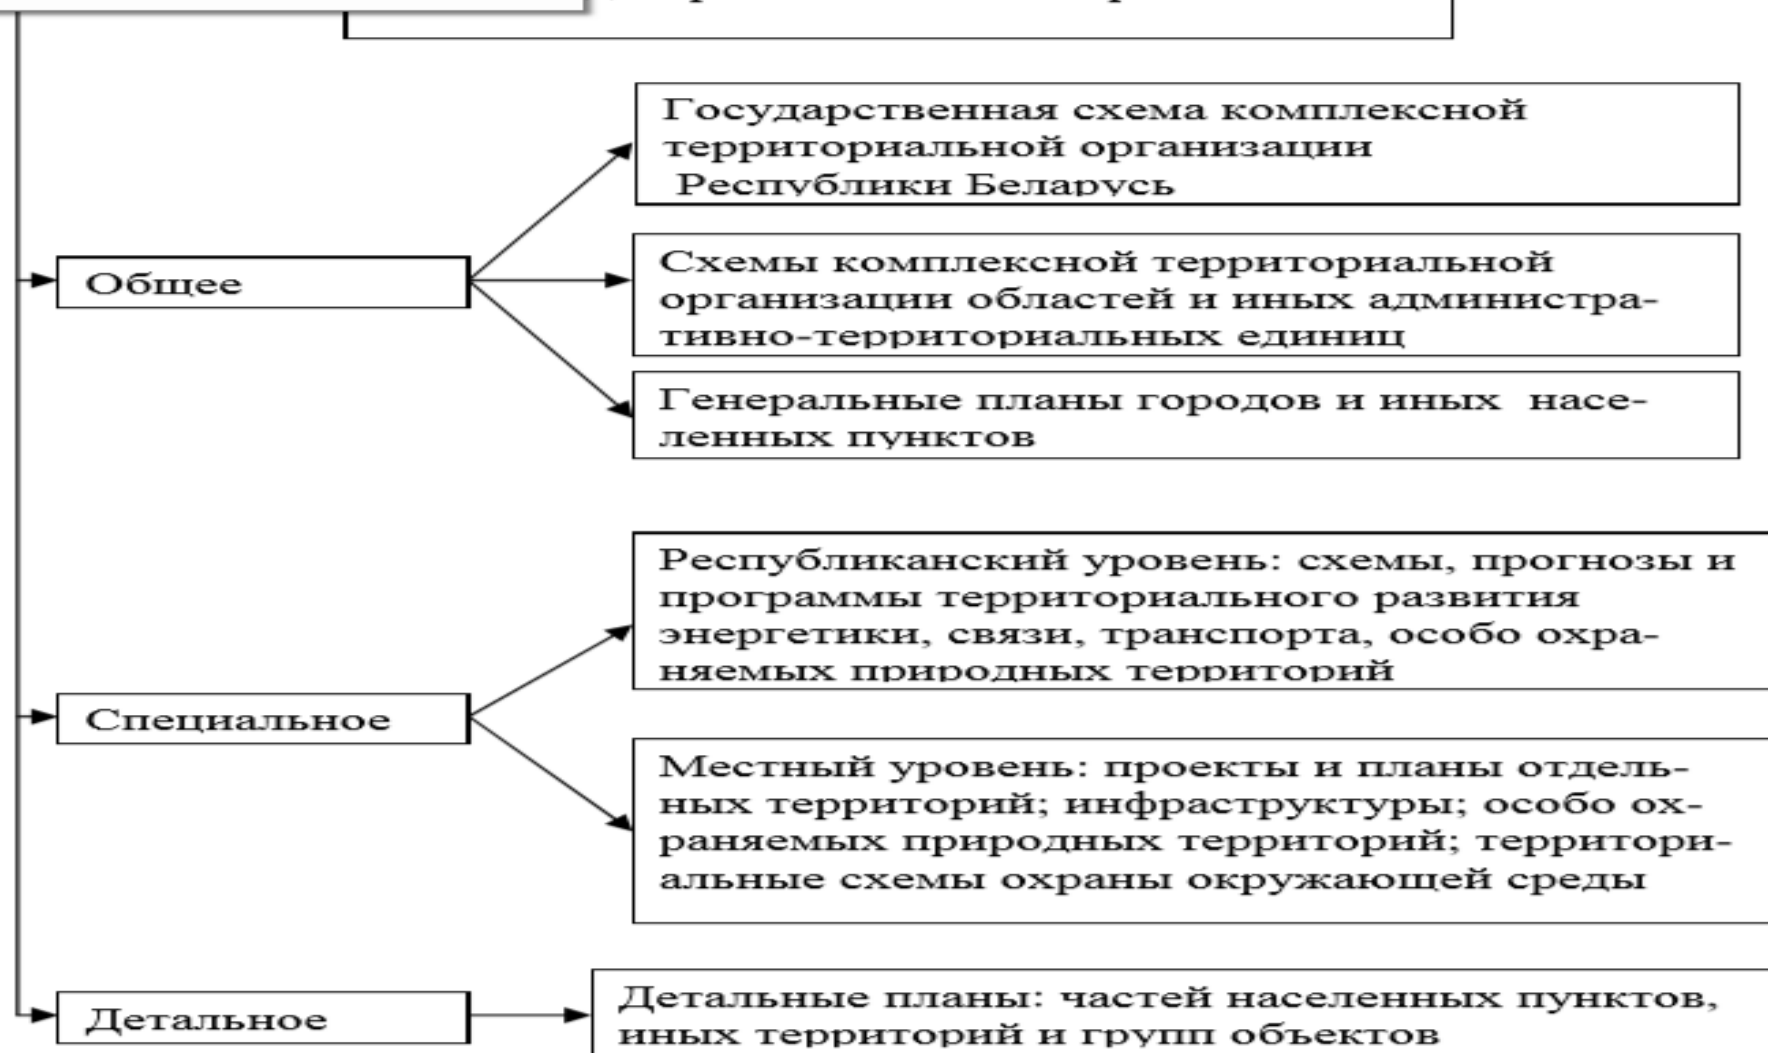 Государственная схема комплексной
территориальной организации
Республики Беларусь
Общее
Схемы комплексной территориальной
организации областей и иных администра-
тивно-территориальных единиц
Генеральные планы городов и иных насе-
ленных пунктов
Республиканский уровень: схемы, прогнозы и
программы территориального развития
энергетики, связи, транспорта, особо охра-
няемых природных территорий
Специальное
Местный уровень: проекты и планы отдель-
ных территорий; инфраструктуры; особо ох-
раняемых природных территорий; территори-
альные схемы охраны окружающей среды
Детальное
Детальные планы: частей населенных пунктов,
иных территорий и групп объектов